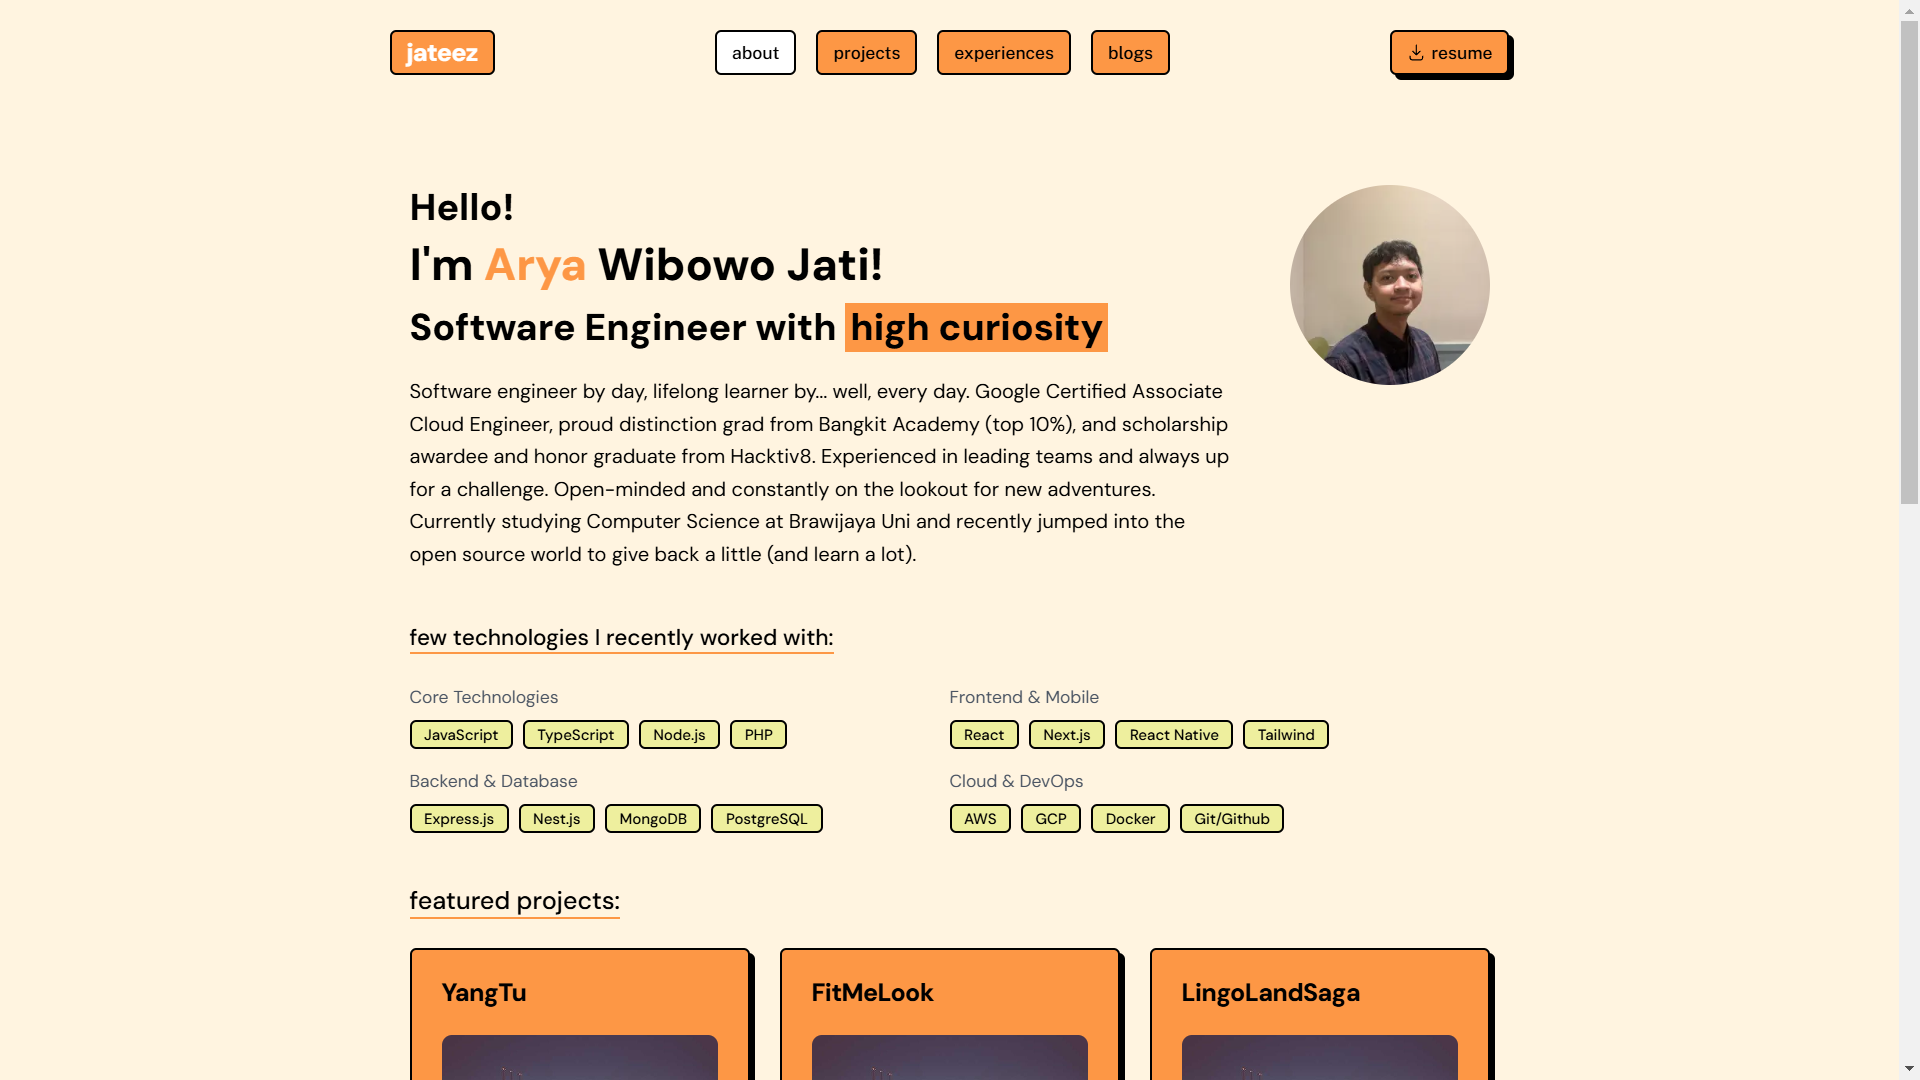 jateez
about
projects
experiences
blogs
resume
Hello!
I'm Arya Wibowo Jati!
Software Engineer with high curiosity
Software engineer by day, lifelong learner by... well, every day. Google Certified Associate
Cloud Engineer, proud distinction grad from Bangkit Academy (top 10%), and scholarship
awardee and honor graduate from Hacktiv8. Experienced in leading teams and always up
for a challenge. Open-minded and constantly on the lookout for new adventures.
Currently studying Computer Science at Brawijaya Uni and recently jumped into the
open source world to give back a little (and learn a lot).
few technologies I recently worked with:
Core Technologies
JavaScript TypeScript Node.js PHP
Frontend & Mobile
React Next.js React Native Tailwind
Backend & Database
Express.js Nest.js MongoDB PostgreSQL
Cloud & DevOps
AWS GCP Docker Git/Github
featured projects:
YangTu
FitMeLook
LingoLandSaga